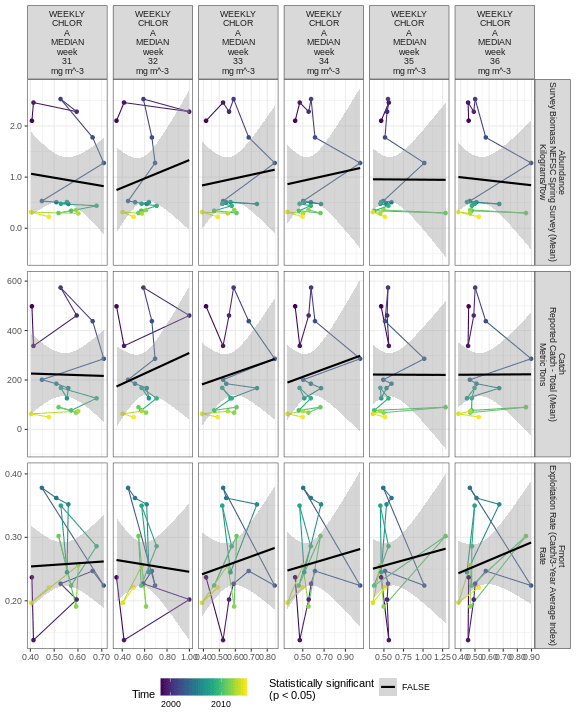 WEEKLY
CHLOR
A
MEDIAN
week
31
mg m^-3
WEEKLY
CHLOR
A
MEDIAN
week
32
mg m^-3
WEEKLY
CHLOR
A
MEDIAN
week
33
mg m^-3
WEEKLY
CHLOR
A
MEDIAN
week
34
mg m^-3
WEEKLY
CHLOR
A
MEDIAN
week
35
mg m^-3
WEEKLY
CHLOR
A
MEDIAN
week
36
mg m^-3
2.0
1.0
0.0
Abundance
Survey Biomass NEFSC Spring Survey (Mean)
Kilograms/Tow
600
400
200
0
Catch
Reported Catch - Total (Mean)
Metric Tons
0.40
0.30
0.20
Fmort
Exploitation Rate (Catch/3-Year Average Index)
Rate
0.40 0.50 0.60 0.70
0.40 0.60 0.80 1.00
0.40 0.50 0.60 0.70 0.80
0.50 0.70 0.90
0.50 0.75 1.00 1.25
0.40 0.50 0.60 0.70 0.80 0.90
Time
2000 2010
Statistically significant
(p < 0.05)
FALSE